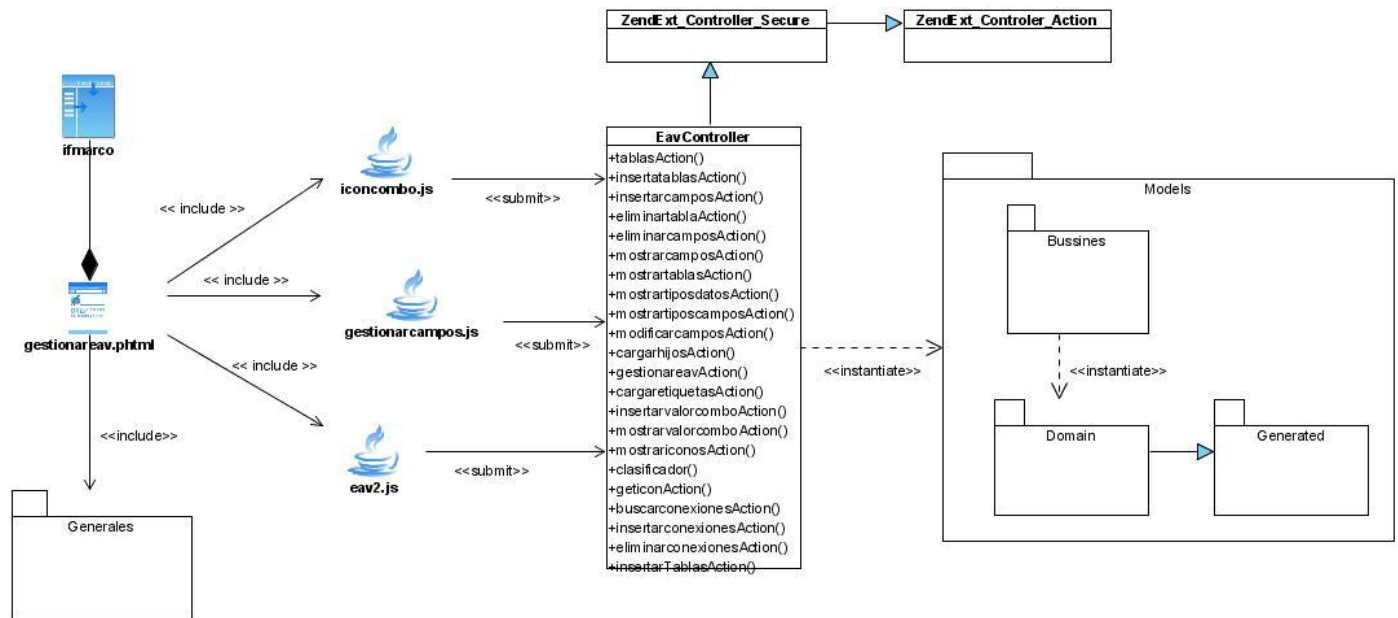 ZendExt_Controller_Secure
ZendExt_Controler_Action
ifmarco
iconcombo.js
<< include >>
<<submit>>
gestionareav.phtml
<< include >>
gestionarcampos.js
<<submit>>
<< include >>
eav2.js
<<submit>>
<<include>>
Generales
EavController
+tablasAction()
+insertatablasAction()
+insertarcamposAction()
+eliminartablaAction()
+eliminarcamposAction()
+mostrarcamposAction()
+mostrartablasAction()
+mostrartiposdatosAction()
+mostrartiposcamposAction()
+modificarcamposAction()
+cargarhijosAction()
+gestionareavAction()
+cargaretiquetasAction()
+insertarvalorcomboAction()
+mostrarvalorcomboAction()
+mostrariconosAction()
+clasificador()
+geticonAction()
+buscarconexionesAction()
+insertarconexionesAction()
+eliminarconexionesAction()
+insertarTablasAction()
<<instantiate>>
Models
Bussines
<<instantiate>>
Domain
Generated